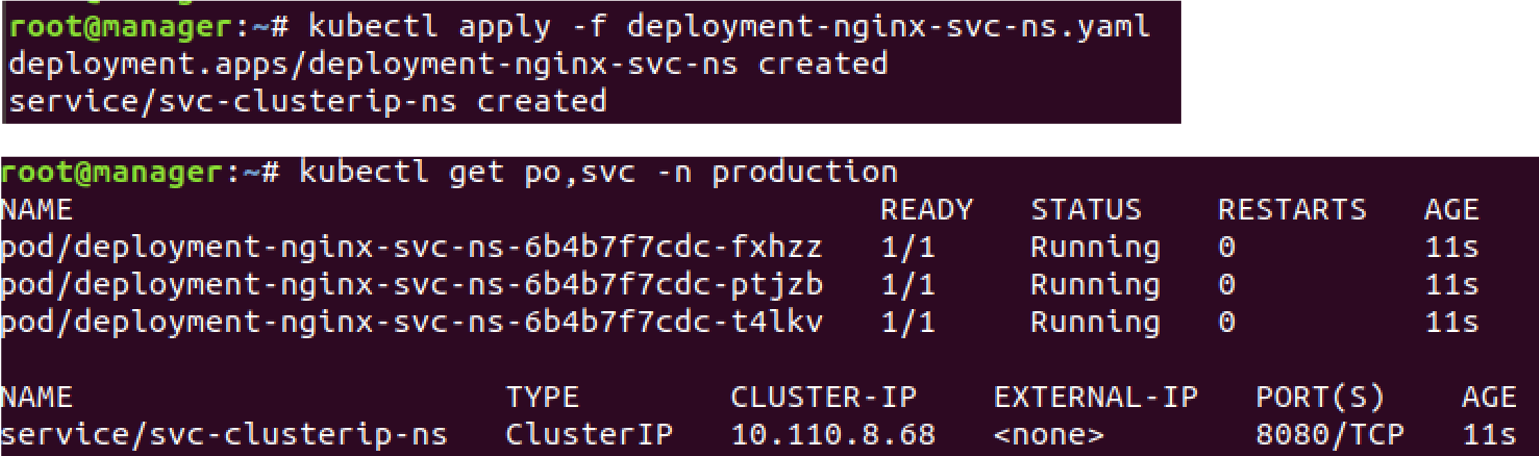 root@manager:~# kubectl apply -f deployment-nginx-svc-ns.yaml
deployment.apps/deployment-nginx-svc-ns created
service/svc-clusterip-ns created
root@manager:~# kubectl get po,svc -n production
NAME READY STATUS RESTARTS AGE
pod/deployment-nginx-svc-ns-6b4b7f7cdc-fxhzz 1/1 Running 0 11s
pod/deployment-nginx-svc-ns-6b4b7f7cdc-ptjzb 1/1 Running 0 11s
pod/deployment-nginx-svc-ns-6b4b7f7cdc-t4lkv 1/1 Running 0 11s
NAME TYPE CLUSTER-IP EXTERNAL-IP PORT(S) AGE
service/svc-clusterip-ns ClusterIP 10.110.8.68 <none> 8080/TCP 11s